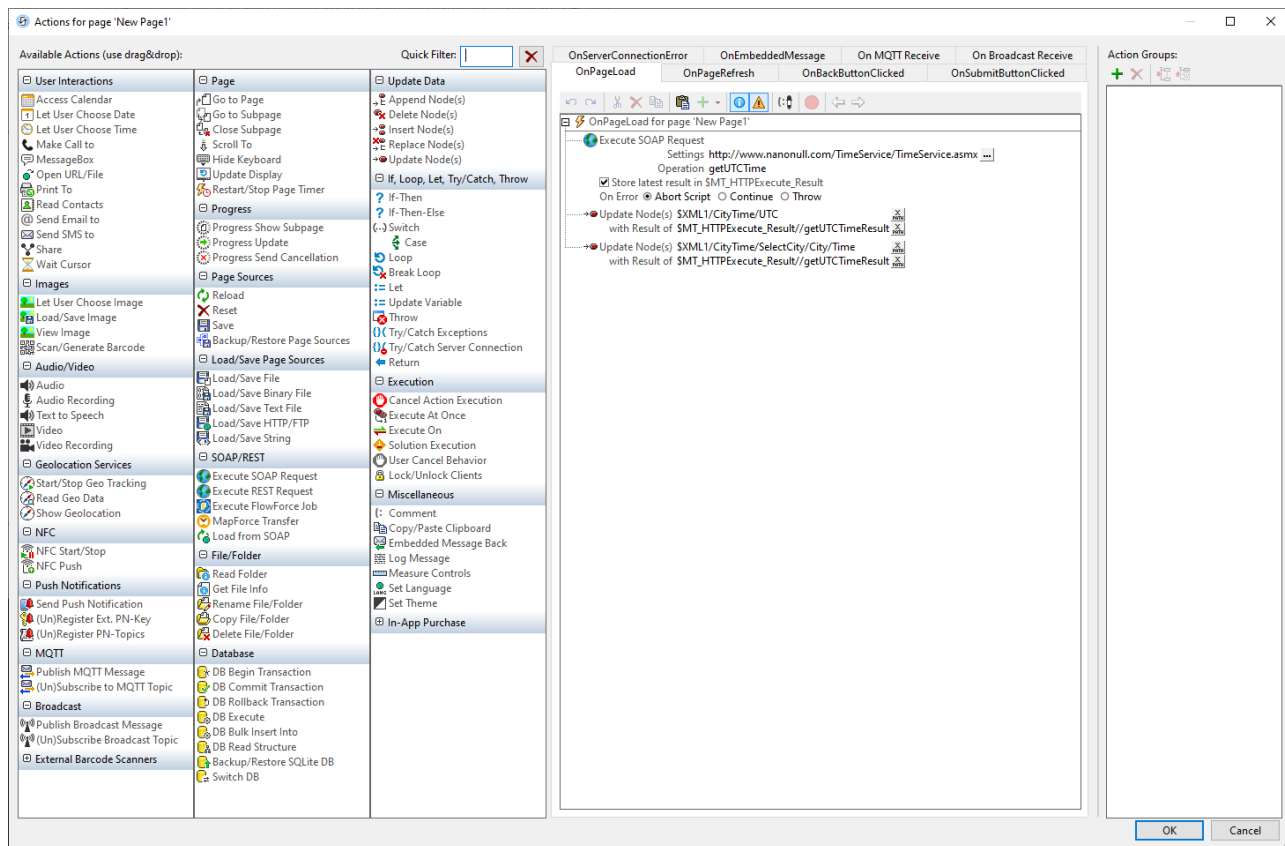 Actions for page 'New Page1'
Available Actions (use drag&drop):
Quick Filter:
User Interactions
Access Calendar
Let User Choose Date
Let User Choose Time
Make Call to
MessageBox
Open URL/File
Print To
Read Contacts
Send Email to
Send SMS to
Share
Wait Cursor
Images
Let User Choose Image
Load/Save Image
View Image
Scan/Generate Barcode
Audio/Video
Audio
Audio Recording
Text to Speech
Video
Video Recording
Geolocation Services
Start/Stop Geo Tracking
Read Geo Data
Show Geolocation
NFC
NFC Start/Stop
NFC Push
Push Notifications
Send Push Notification
(Un)Register Ext. PN-Key
(Un)Register PN-Topics
MQTT
Publish MQTT Message
(Un)Subscribe to MQTT Topic
Broadcast
Publish Broadcast Message
(Un)Subscribe Broadcast Topic
External Barcode Scanners
Page
Go to Page
Go to Subpage
Close Subpage
Scroll To
Hide Keyboard
Update Display
Restart/Stop Page Timer
Progress
Progress Show Subpage
Progress Update
Progress Send Cancellation
Page Sources
Reload
Reset
Save
Backup/Restore Page Sources
Load/Save Page Sources
Load/Save File
Load/Save Binary File
Load/Save Text File
Load/Save HTTP/FTP
Load/Save String
SOAP/REST
Execute SOAP Request
Execute REST Request
Execute FlowForce Job
MapForce Transfer
Load from SOAP
File/Folder
Read Folder
Get File Info
Rename File/Folder
Copy File/Folder
Delete File/Folder
Database
DB Begin Transaction
DB Commit Transaction
DB Rollback Transaction
DB Execute
DB Bulk Insert Into
DB Read Structure
Backup/Restore SQLite DB
Switch DB
Update Data
Append Node(s)
Delete Node(s)
Insert Node(s)
Replace Node(s)
Update Node(s)
If, Loop, Let, Try/Catch, Throw
If-Then
If-Then-Else
Switch
Case
Loop
Break Loop
Let
Update Variable
Throw
Try/Catch Exceptions
Try/Catch Server Connection
Return
Execution
Cancel Action Execution
Execute At Once
Execute On
Solution Execution
User Cancel Behavior
Lock/Unlock Clients
Miscellaneous
Comment
Copy/Paste Clipboard
Embedded Message Back
Log Message
Measure Controls
Set Language
Set Theme
In-App Purchase
OnServerConnectionError OnEmbeddedMessage On MQTT Receive On Broadcast Receive
OnPageLoad OnPageRefresh OnBackButtonClicked OnSubmitButtonClicked
OnPageLoad for page 'New Page1'
Execute SOAP Request
Settings http://www.nanonull.com/TimeService/TimeService.asmx ...
Operation getUTCTime
Store latest result in $MT_HTTPExecute_Result
On Error Abort Script Continue Throw
Update Node(s) $XML1/CityTime/UTC
with Result of $MT_HTTPExecute_Result//getUTCTimeResult
Update Node(s) $XML1/CityTime/SelectCity/City/Time
with Result of $MT_HTTPExecute_Result//getUTCTimeResult
Action Groups:
OK
Cancel